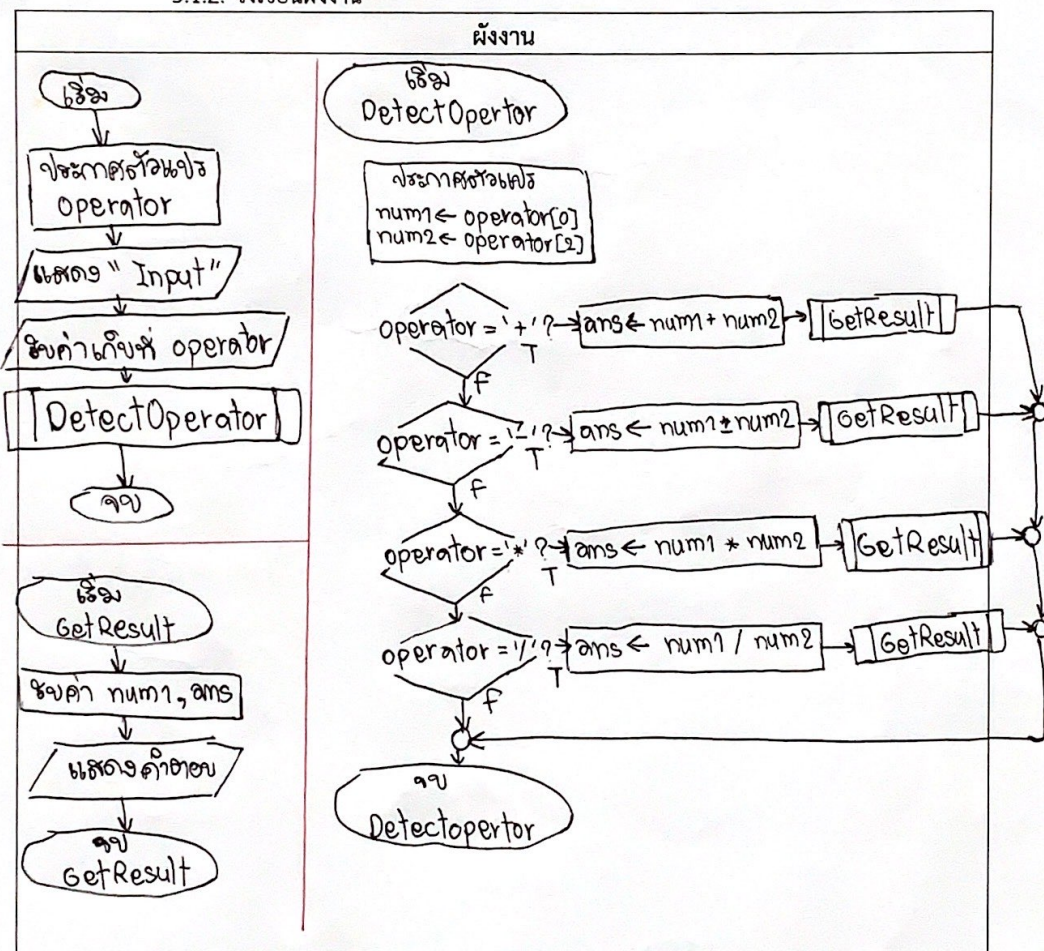 ผังงาน
เริ่ม
ประกาศตัวแปร
operator
แสดง "Input"
รับค่าเก็บที่ operator
DetectOperator
จบ
เริ่ม
GetResult
รับค่า num1, ans
แสดงคำตอบ
จบ
GetResult
เริ่ม
DetectOpertor
ประกาศตัวแปร
num1 ← operator[0]
num2 ← operator[2]
operator = '+' ? → ans ← num1 + num2 → GetResult
T
F
operator = '-' ? → ans ← num1 - num2 → GetResult
T
F
operator = '*' ? → ans ← num1 * num2 → GetResult
T
F
operator = '/' ? → ans ← num1 / num2 → GetResult
T
F
จบ
Detectopertor